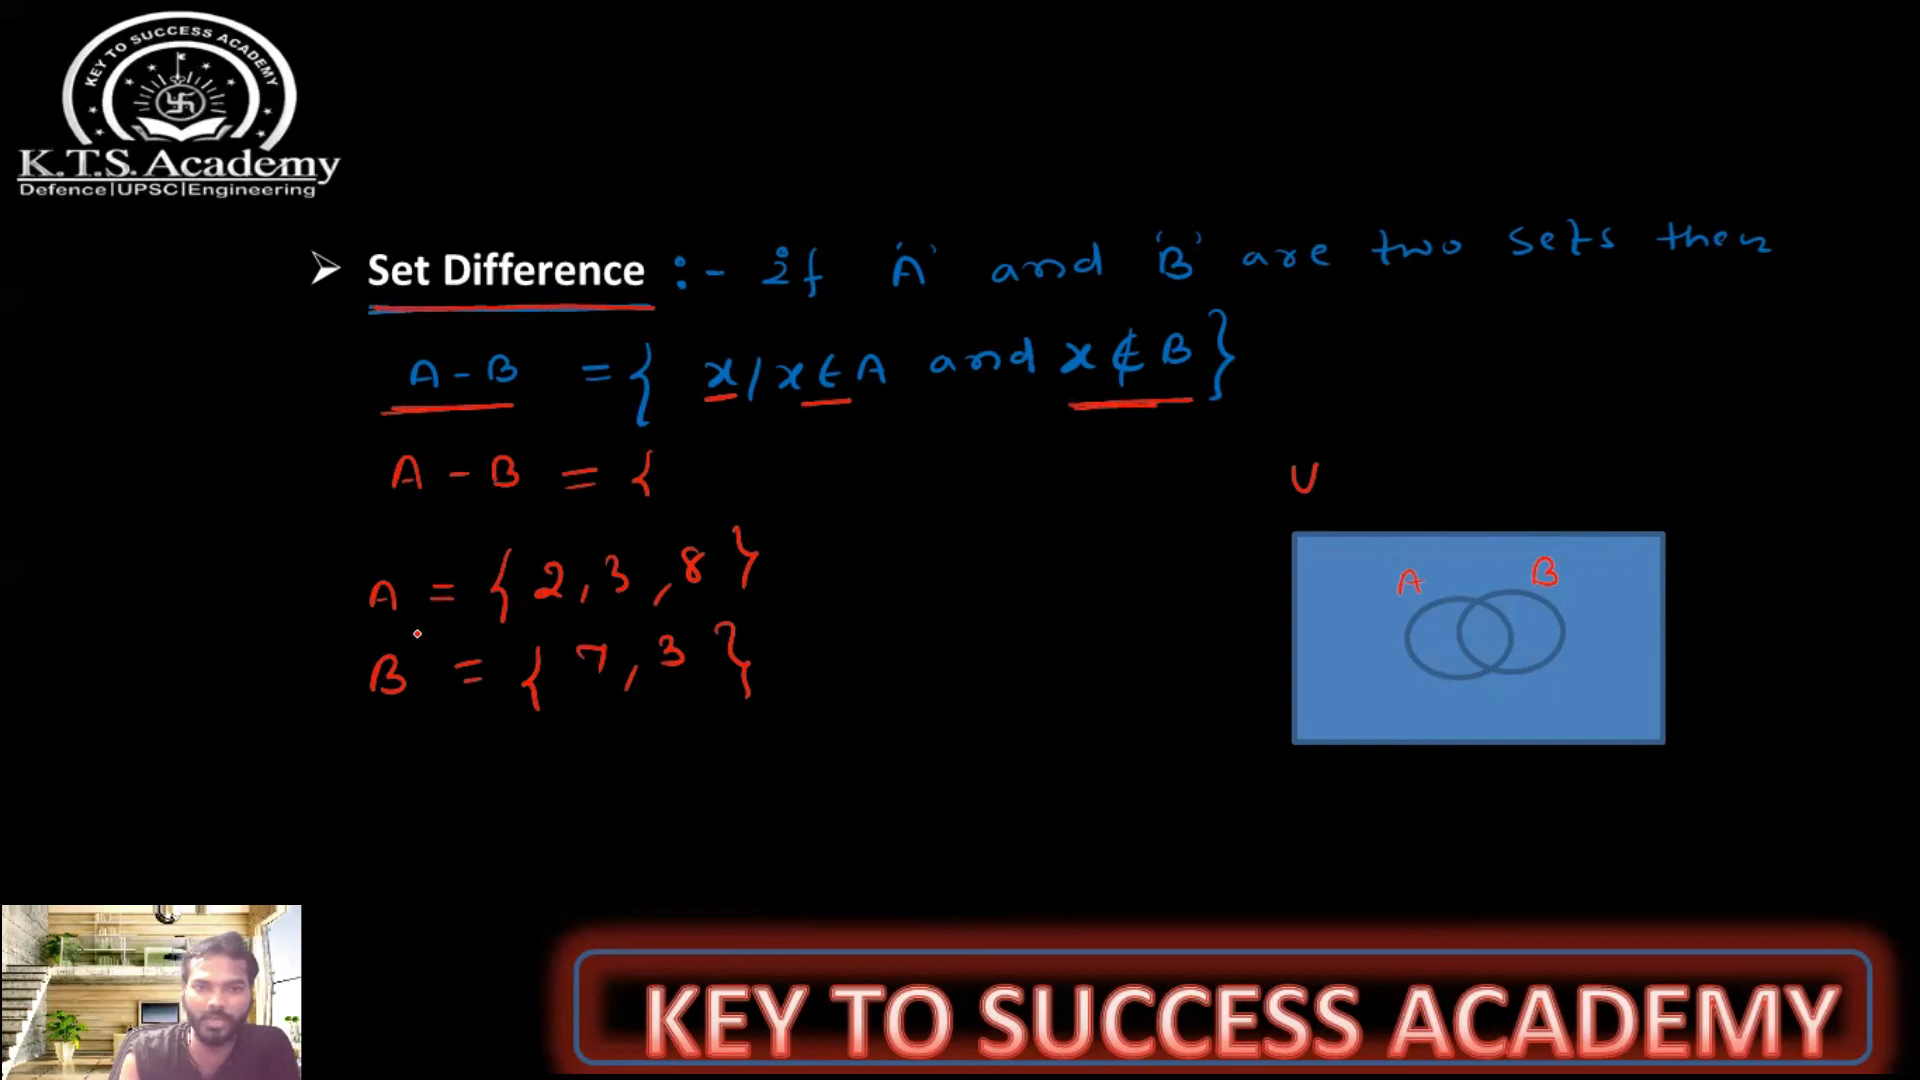 KEY TO SUCCESS ACADEMY
K.T.S. Academy
Defence|UPSC|Engineering
➢ Set Difference :- If 'A' and 'B' are two sets then
A - B = { x / x ∈ A and x ∉ B }
A - B = {
U
A = { 2, 3, 8 }
A B
B = { 7, 3 }
KEY TO SUCCESS ACADEMY